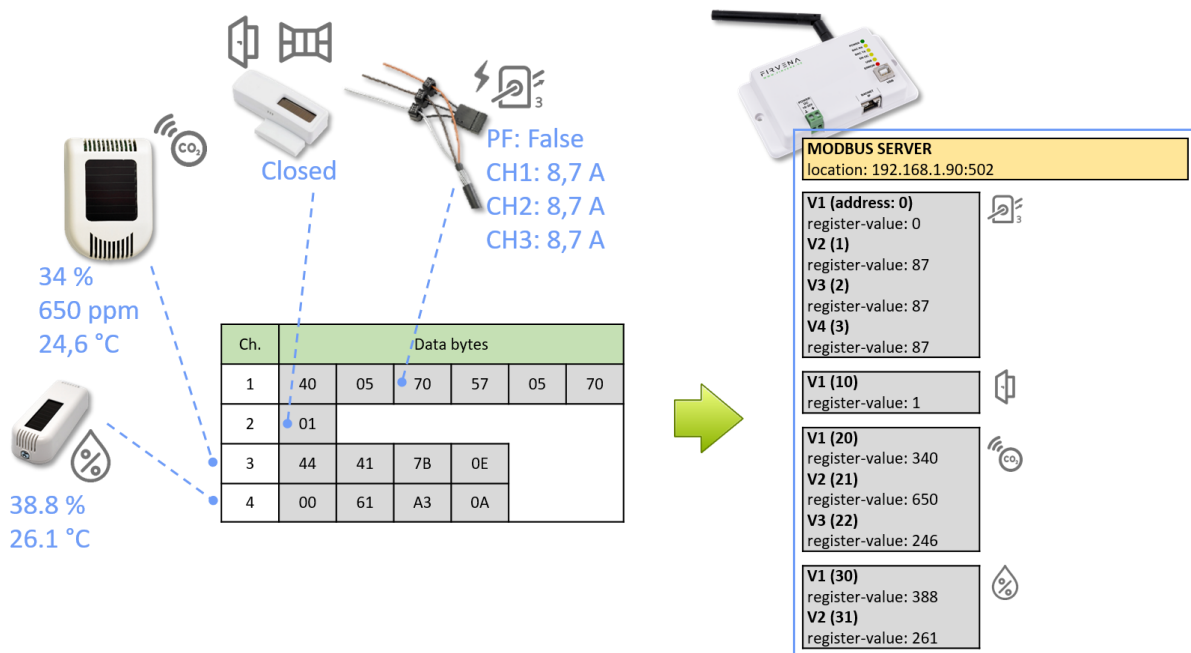 CO₂
34 %
650 ppm
24,6 °C
%
38.8 %
26.1 °C
Closed
3
PF: False
CH1: 8,7 A
CH2: 8,7 A
CH3: 8,7 A
Ch. Data bytes
1 40 05 70 57 05 70
2 01
3 44 41 7B 0E
4 00 61 A3 0A
FIRVENA
MODBUS SERVER
location: 192.168.1.90:502
V1 (address: 0)
register-value: 0
V2 (1)
register-value: 87
V3 (2)
register-value: 87
V4 (3)
register-value: 87
3
V1 (10)
register-value: 1
V1 (20)
register-value: 340
V2 (21)
register-value: 650
V3 (22)
register-value: 246
CO₂
V1 (30)
register-value: 388
V2 (31)
register-value: 261
%